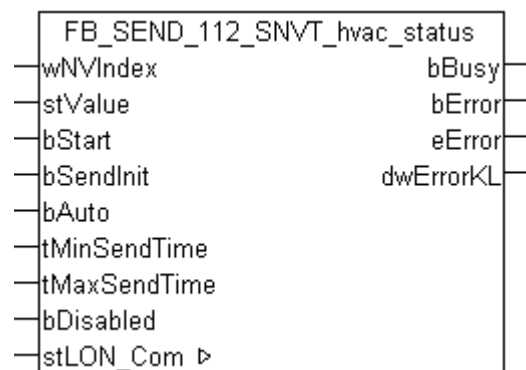 FB_SEND_112_SNVT_hvac_status
wNVIndex bBusy
stValue bError
bStart eError
bSendInit dwErrorKL
bAuto
tMinSendTime
tMaxSendTime
bDisabled
stLON_Com ▷